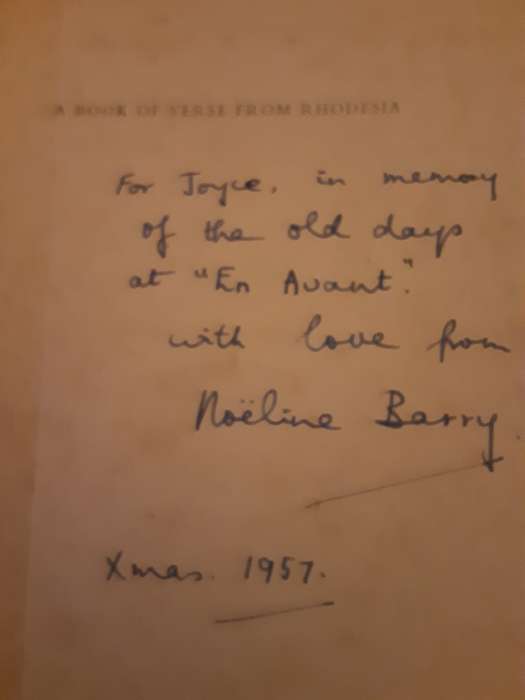 A BOOK OF VERSE FROM RHODESIA
For Joyce, in memory
of the old days
at "En Avant".
with love from
Noëline Barry.
Xmas. 1957.